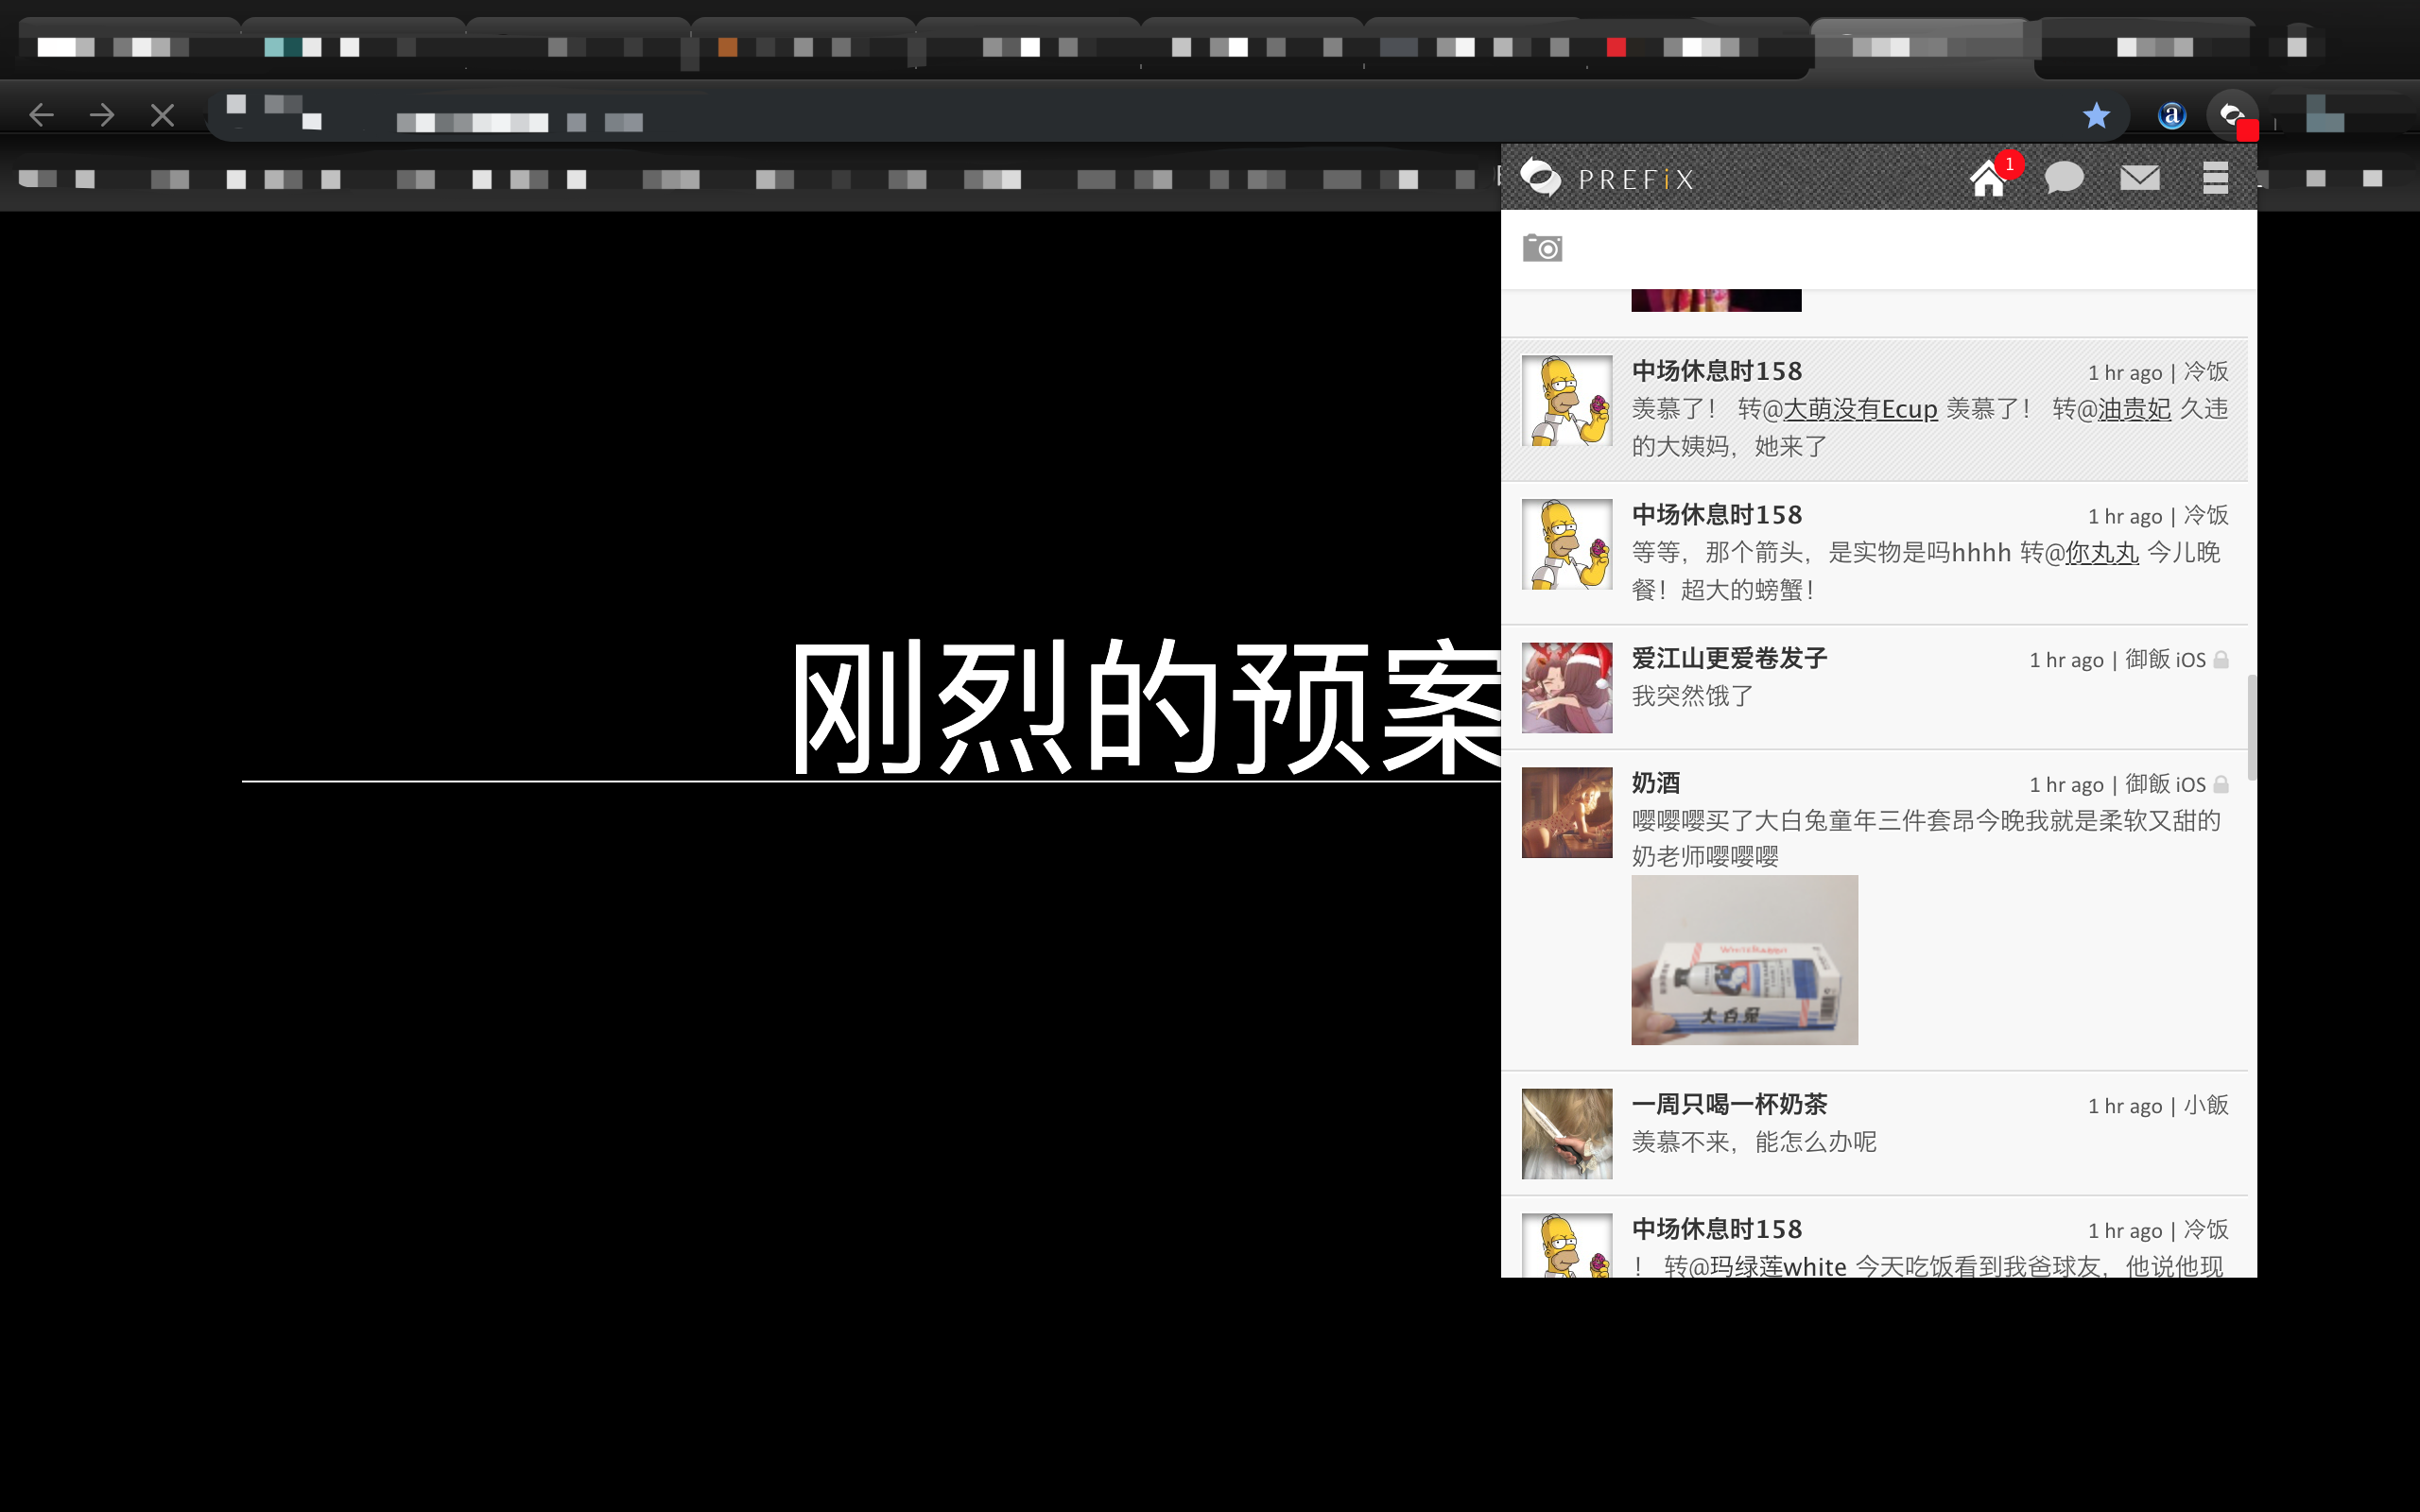 PREFiX
1
刚烈的预案
中场休息时158
1 hr ago | 冷饭
羡慕了！ 转@大萌没有Ecup 羡慕了！ 转@油贵妃 久违
的大姨妈，她来了
中场休息时158
1 hr ago | 冷饭
等等，那个箭头，是实物是吗hhhh 转@你丸丸 今儿晚
餐！超大的螃蟹！
爱江山更爱卷发子
1 hr ago | 御飯 iOS
我突然饿了
奶酒
1 hr ago | 御飯 iOS
嘤嘤嘤买了大白兔童年三件套昂今晚我就是柔软又甜的
奶老师嘤嘤嘤
WHITE RABBIT
大白兔
一周只喝一杯奶茶
1 hr ago | 小飯
羡慕不来，能怎么办呢
中场休息时158
1 hr ago | 冷饭
！ 转@玛绿莲white 今天吃饭看到我爸球友，他说他现